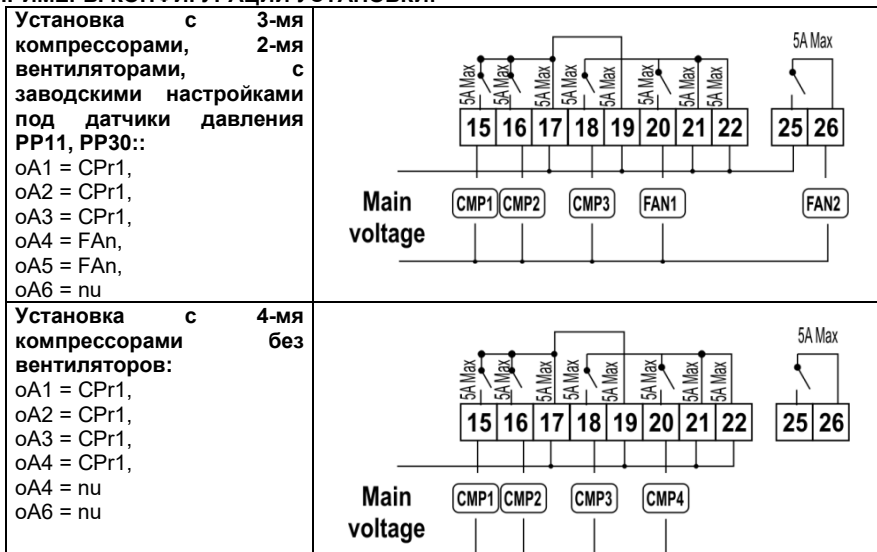 Установка с 3-мя
компрессорами, 2-мя
вентиляторами, с
заводскими настройками
под датчики давления
PP11, PP30::
oA1 = CPr1,
oA2 = CPr1,
oA3 = CPr1,
oA4 = FAn,
oA5 = FAn,
oA6 = nu
5A Max
5A Max
5A Max
5A Max
5A Max
5A Max
5A Max
5A Max
5A Max
15 16 17 18 19 20 21 22 25 26
Main
voltage
CMP1 CMP2 CMP3 FAN1 FAN2
Установка с 4-мя
компрессорами без
вентиляторов:
oA1 = CPr1,
oA2 = CPr1,
oA3 = CPr1,
oA4 = CPr1,
oA4 = nu
oA6 = nu
5A Max
5A Max
5A Max
5A Max
5A Max
5A Max
5A Max
5A Max
5A Max
15 16 17 18 19 20 21 22 25 26
Main
voltage
CMP1 CMP2 CMP3 CMP4